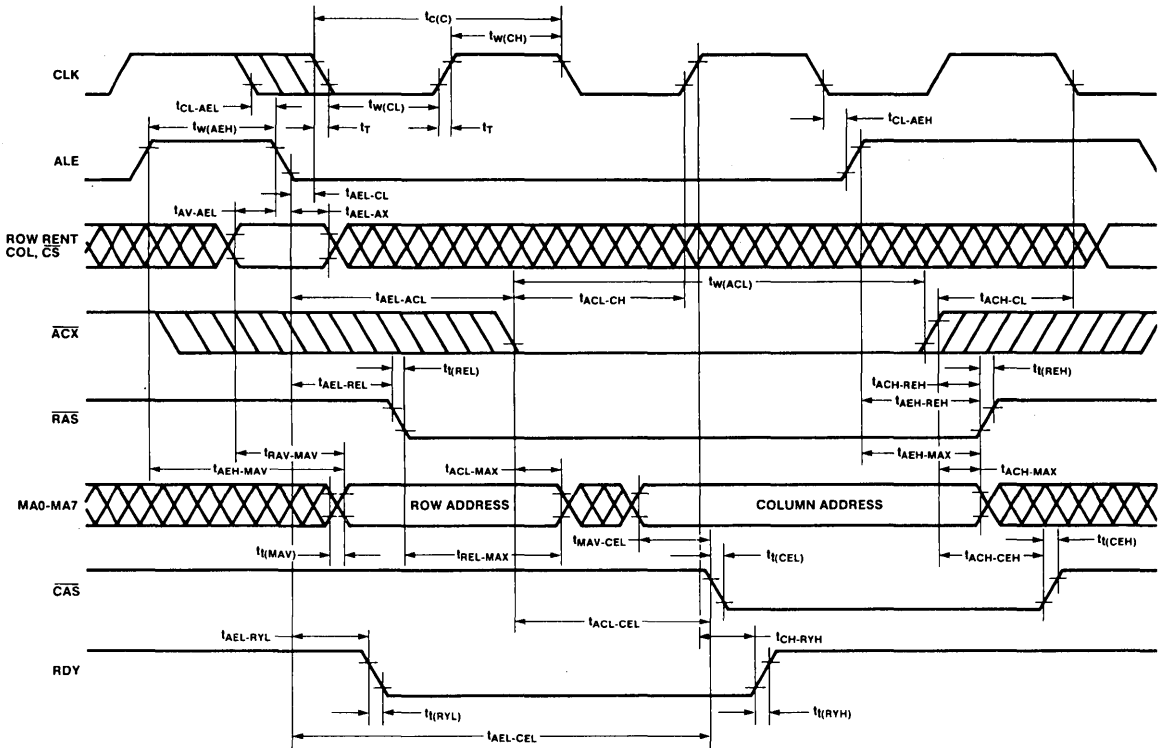 tC(C)
tW(CH)
CLK
tCL-AEL
tW(CL)
tW(AEH)
tT
tT
tCL-AEH
ALE
tAEL-CL
tAV-AEL
tAEL-AX
ROW RENT
COL, CS
tW(ACL)
tAEL-ACL
tACL-CH
tACH-CL
ACX
tt(REL)
tt(REH)
tAEL-REL
tACH-REH
tAEH-REH
RAS
tRAV-MAV
tAEH-MAX
tAEH-MAV
tACL-MAX
tACH-MAX
MA0-MA7
ROW ADDRESS
COLUMN ADDRESS
tMAV-CEL
tt(MAV)
tREL-MAX
tt(CEL)
tACH-CEH
tt(CEH)
CAS
tACL-CEL
tAEL-RYL
tCH-RYH
RDY
tt(RYL)
tt(RYH)
tAEL-CEL